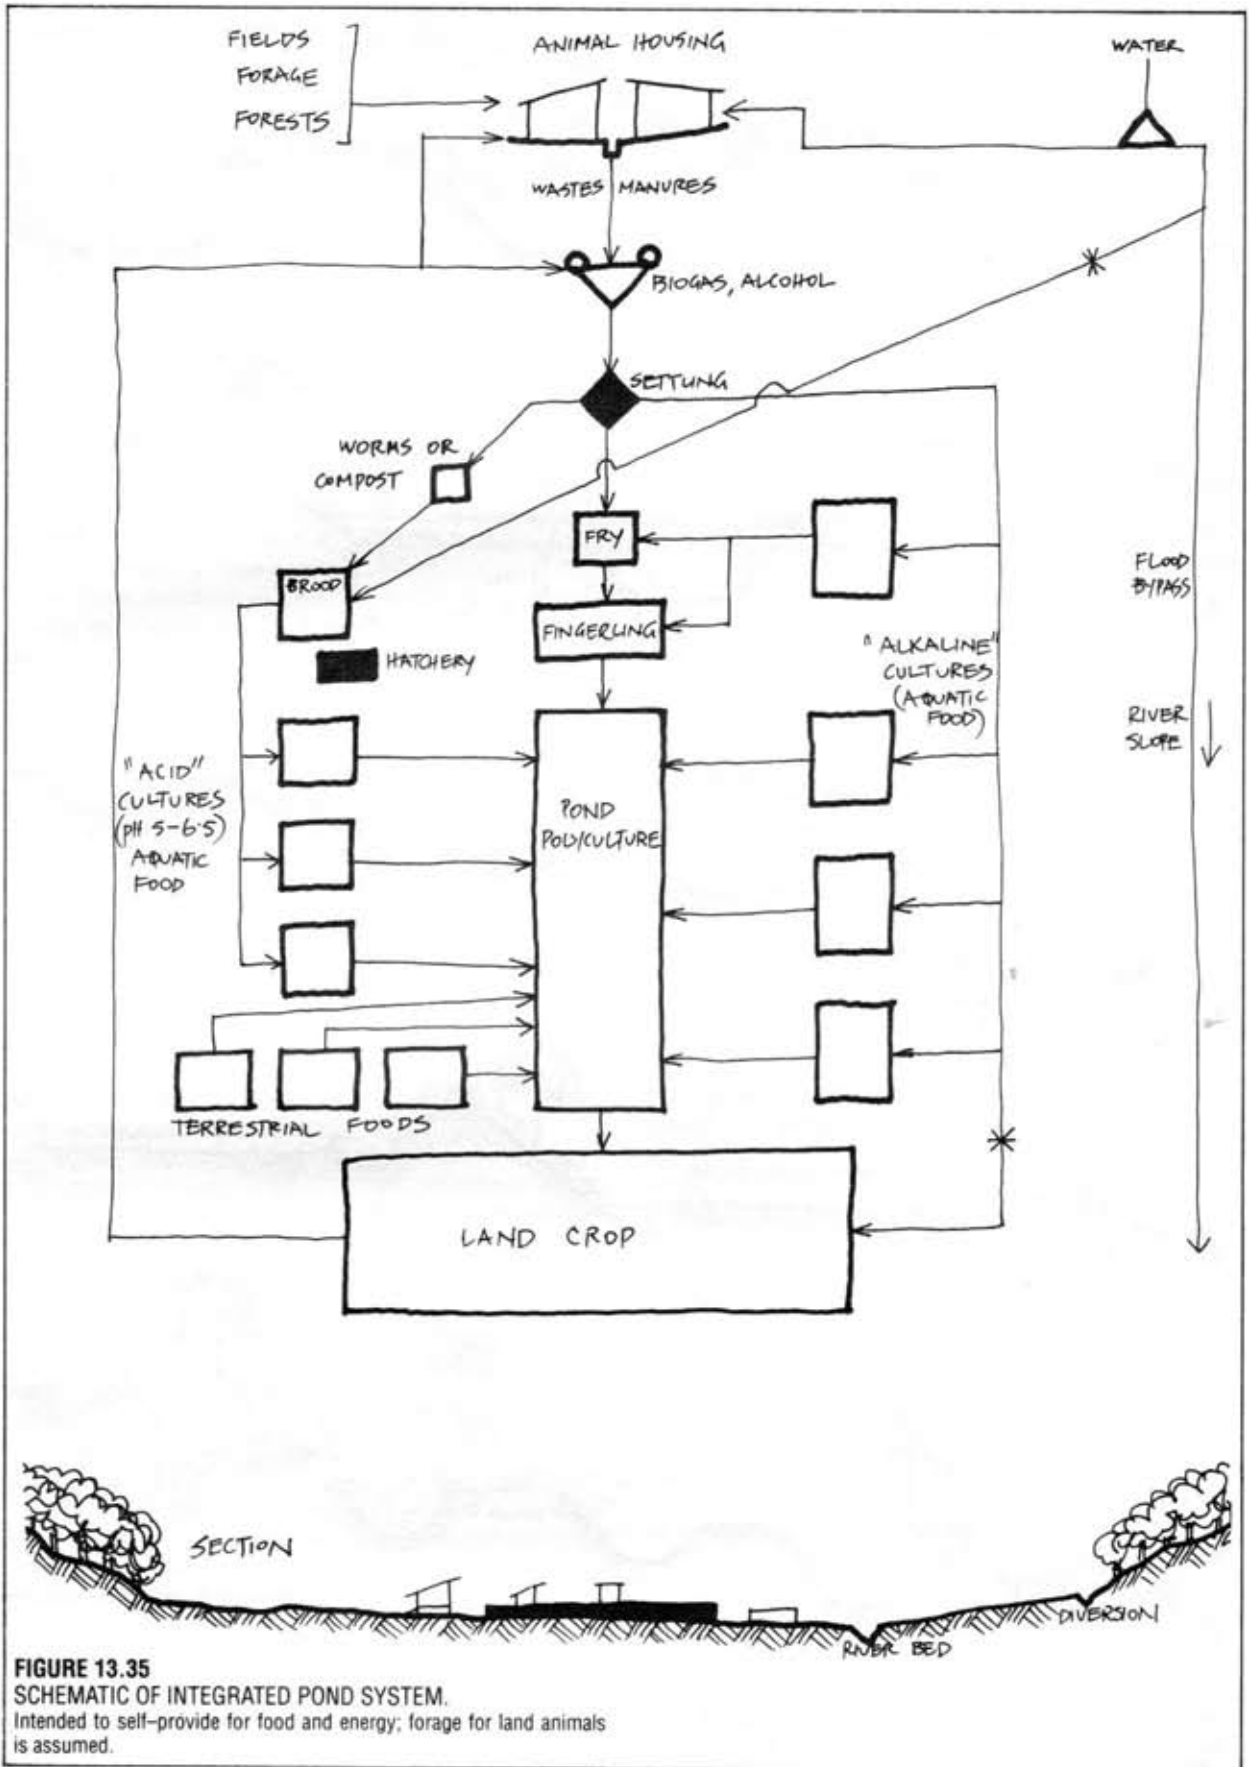 FIELDS
FORAGE
FORESTS
ANIMAL HOUSING
WATER
WASTES MANURES
BIOGAS, ALCOHOL
SETTLING
WORMS OR
COMPOST
FRY
BROOD
FINGERLING
HATCHERY
FLOOD
BYPASS
"ALKALINE"
CULTURES
(AQUATIC
FOOD)
RIVER
SLOPE
"ACID"
CULTURES
(pH 5-6.5)
AQUATIC
FOOD
POND
POLYCULTURE
TERRESTRIAL FOODS
LAND CROP
SECTION
DIVERSION
RIVER BED
FIGURE 13.35
SCHEMATIC OF INTEGRATED POND SYSTEM.
Intended to self-provide for food and energy; forage for land animals
is assumed.